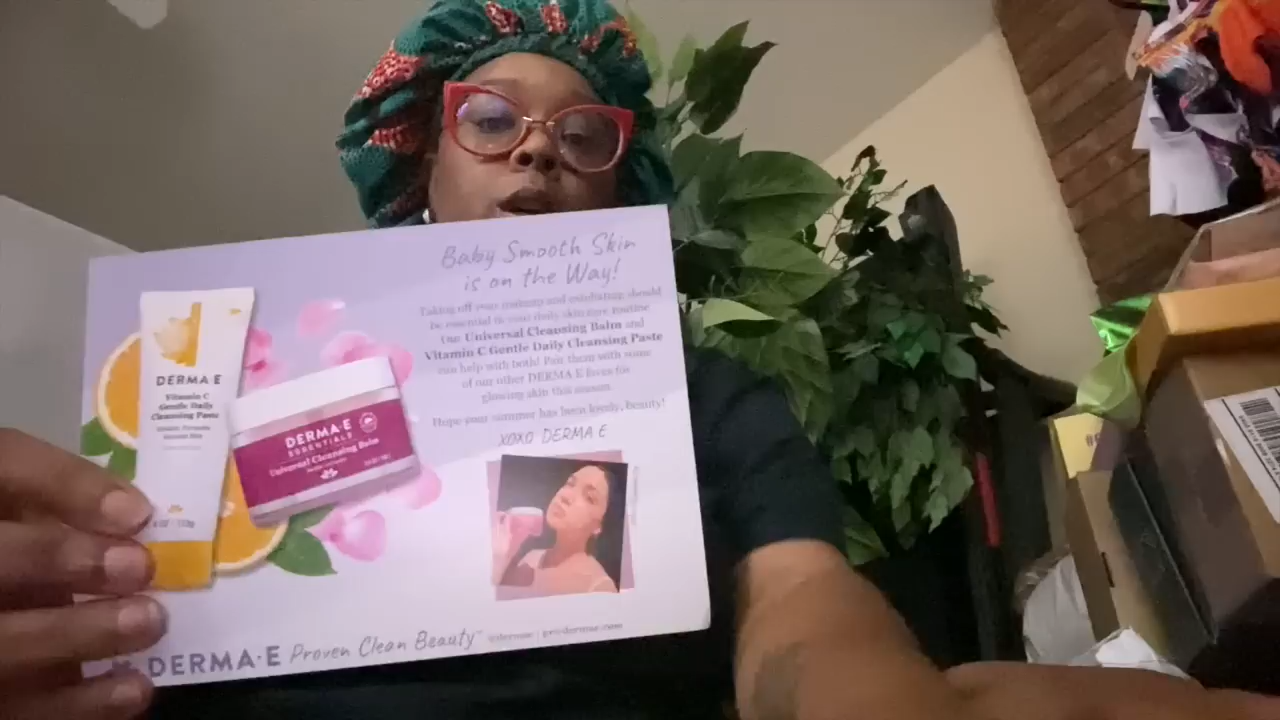 Baby Smooth Skin
is on the Way!
Taking off your makeup and exfoliating should
be essential in your daily skincare routine
Our Universal Cleansing Balm and
Vitamin C Gentle Daily Cleansing Paste
can help with both! Pair them with some
of our other DERMA E faves for
glowing skin this season.
Hope your summer has been lovely, beauty!
XOXO DERMA E
DERMA E
Vitamin C
Gentle Daily
Cleansing Paste
DERMA·E
ESSENTIALS
Universal Cleansing Balm
DERMA·E Proven Clean Beauty™ @dermae |